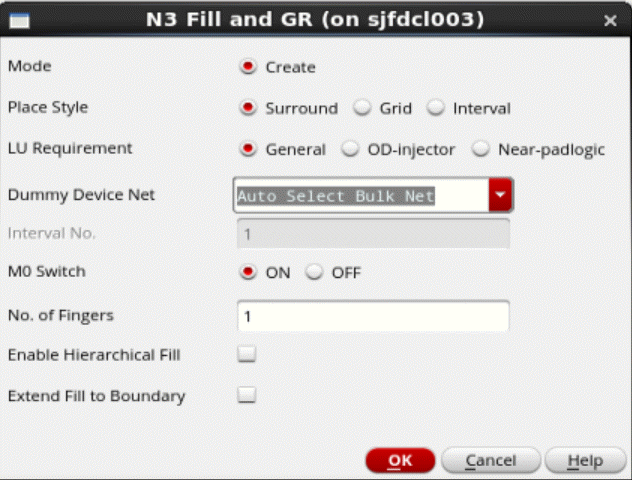 N3 Fill and GR (on sjfdcl003)
Mode Create
Place Style Surround Grid Interval
LU Requirement General OD-injector Near-padlogic
Dummy Device Net Auto Select Bulk Net
Interval No. 1
M0 Switch ON OFF
No. of Fingers 1
Enable Hierarchical Fill
Extend Fill to Boundary
OK Cancel Help